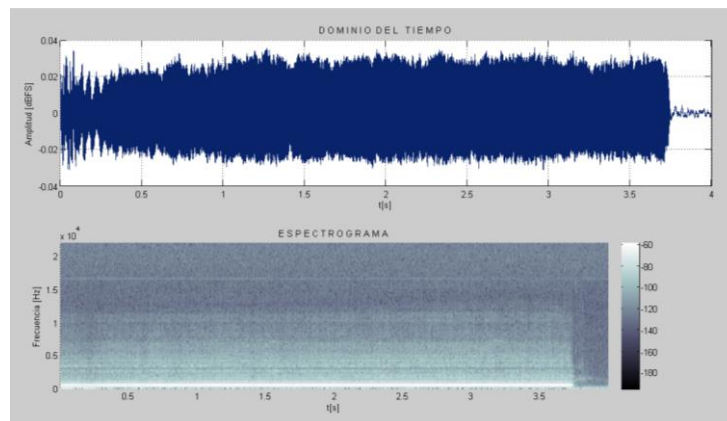 DOMINIO DEL TIEMPO
Amplitud [dBFS]
0.04
0.02
0
-0.02
-0.04
0 0.5 1 1.5 2 2.5 3 3.5 4
t[s]
ESPECTROGRAMA
x 10^4
Frecuencia [Hz]
2
1.5
1
0.5
0
0.5 1 1.5 2 2.5 3 3.5
t[s]
-60
-80
-100
-120
-140
-160
-180